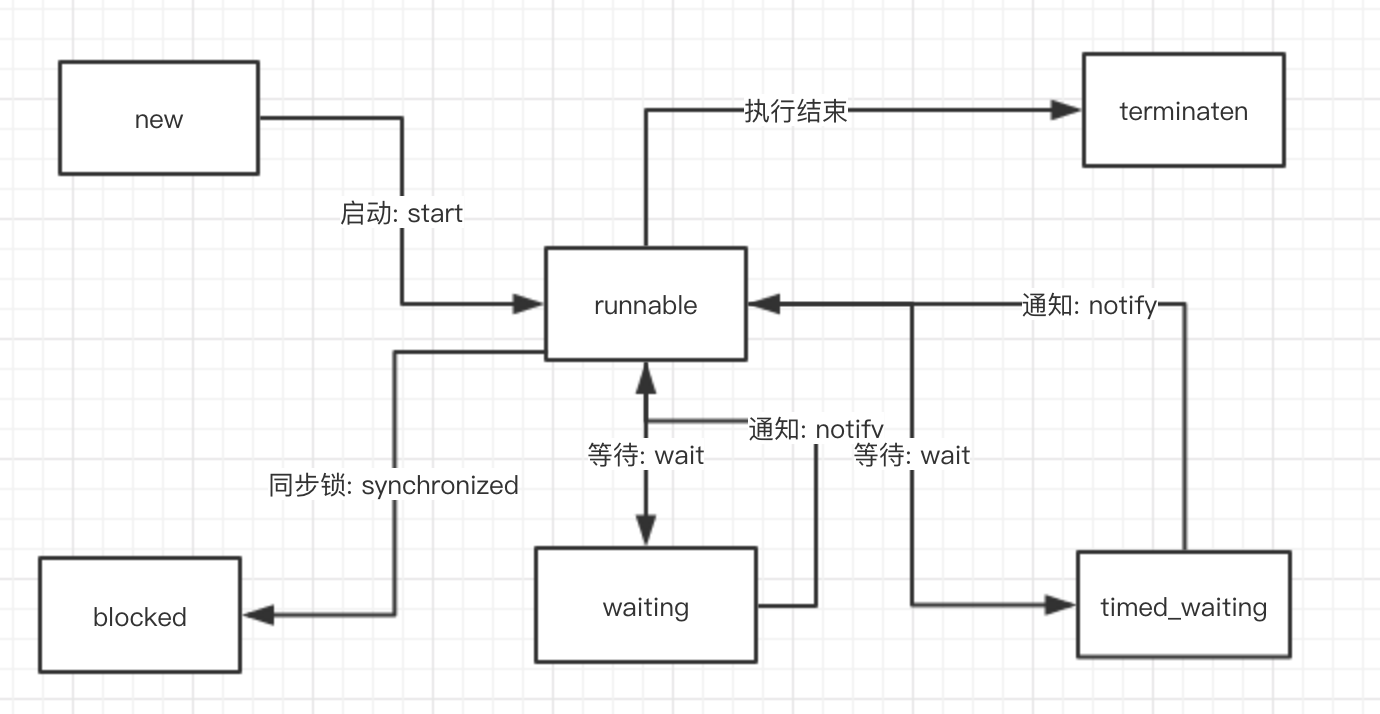 new
terminaten
执行结束
启动: start
runnable
通知: notify
通知: notify
等待: wait
等待: wait
同步锁: synchronized
blocked
waiting
timed_waiting